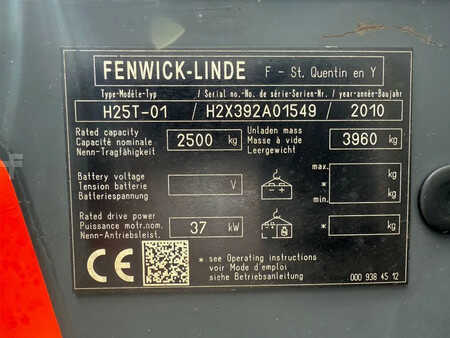 FENWICK-LINDE F - St. Quentin en Y
Type-Modèle-Typ / Serial no.-No. de série-Serien-Nr. / year-année-Baujahr
H25T-01 / H2X392A01549 / 2010
Rated capacity
Capacité nominale
Nenn-Tragfähigkeit
2500 kg
Unladen mass
Masse à vide
Leergewicht
3960 kg
Battery voltage
Tension batterie
Batteriespannung
V
max.
*
min.
kg
kg
Rated drive power
Puissance motr.nom.
Nenn-Antriebsleist.
37 kW
*
kg
CE
* see Operating instructions
voir Mode d'emploi
siehe Betriebsanleitung
000 938 45 12